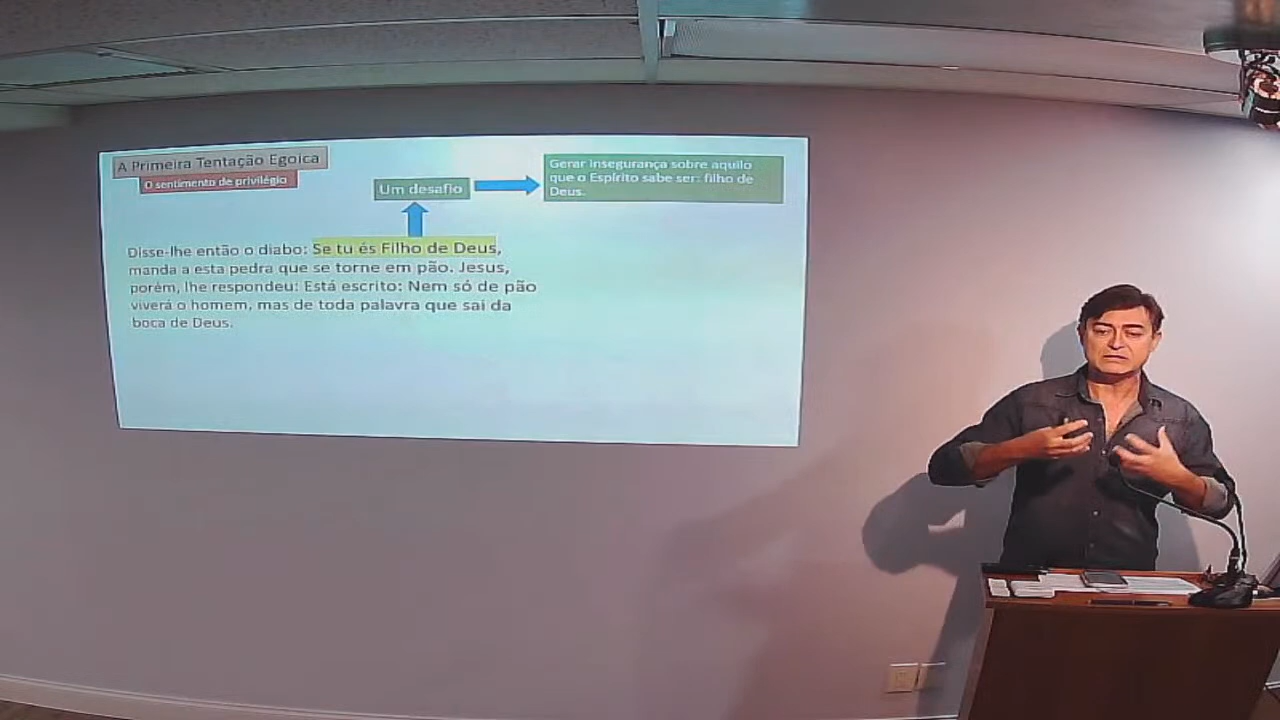 A Primeira Tentação Egoica
O sentimento de privilégio
Um desafio
Gerar insegurança sobre aquilo
que o Espírito sabe ser: filho de
Deus.
Disse-lhe então o diabo: Se tu és Filho de Deus,
manda a esta pedra que se torne em pão. Jesus,
porém, lhe respondeu: Está escrito: Nem só de pão
viverá o homem, mas de toda palavra que sai da
boca de Deus.